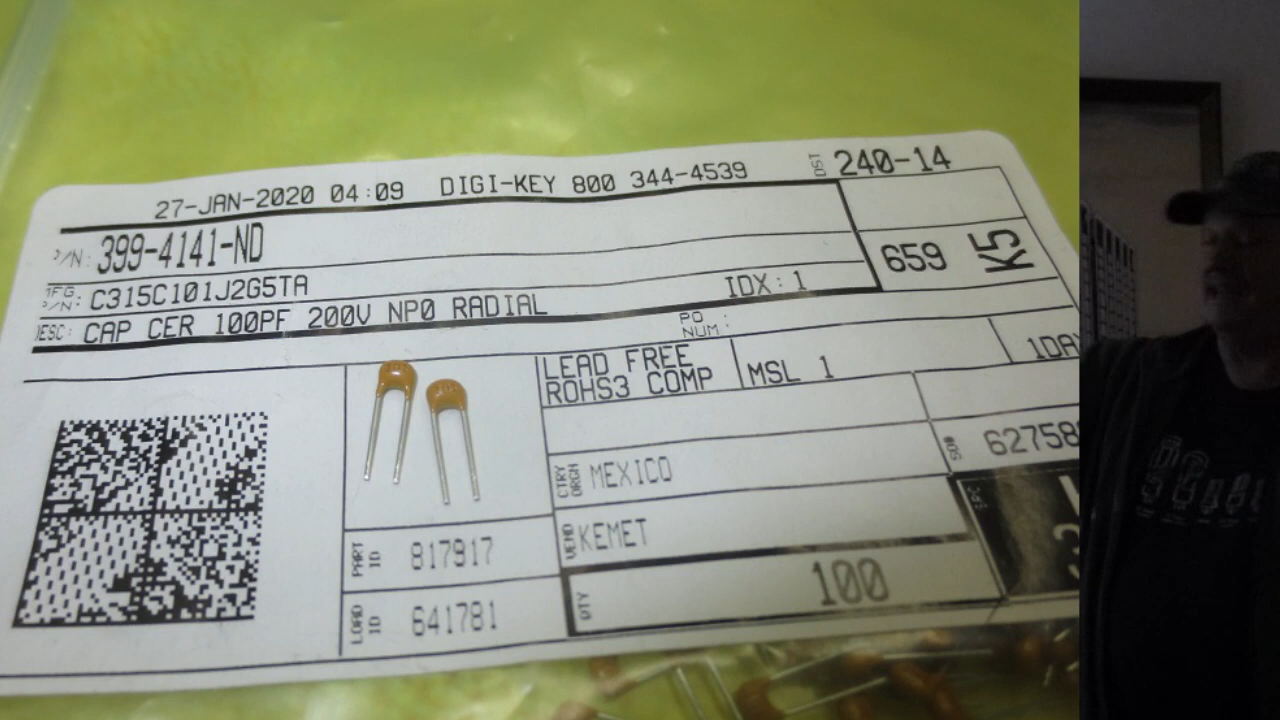 27-JAN-2020 04:09 DIGI-KEY 800 344-4539
DST 240-14
P/N: 399-4141-ND
659 K5
MFG P/N: C315C101J2G5TA
IDX: 1
DESC: CAP CER 100PF 200V NP0 RADIAL
PO NUM:
LEAD FREE
ROHS3 COMP
MSL 1
1DA
SO# 62758
CTRY ORGN MEXICO
VEND KEMET
PART ID 817917
QTY 100
LOAD ID 641781